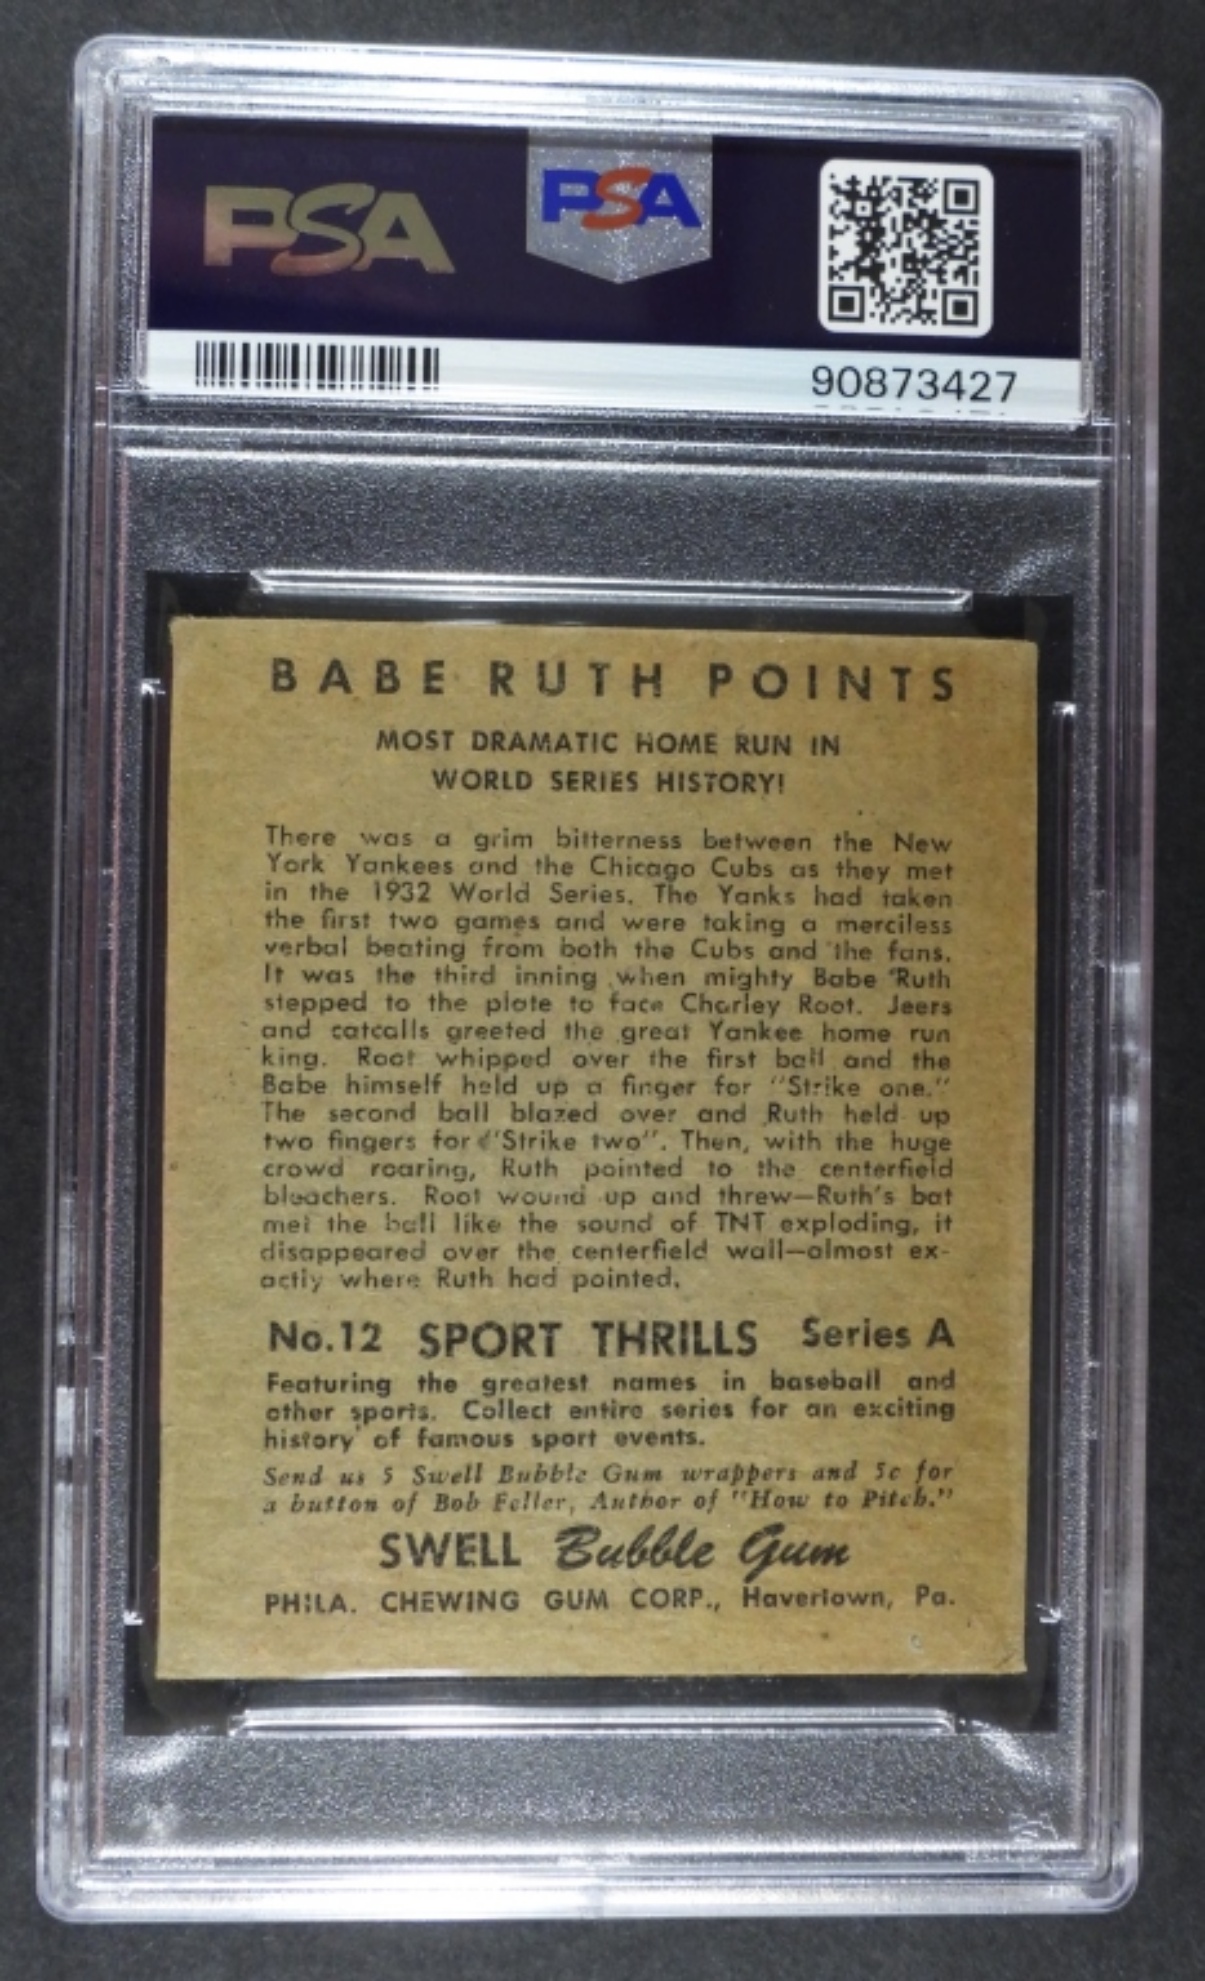 PSA
PSA
90873427
BABE RUTH POINTS
MOST DRAMATIC HOME RUN IN
WORLD SERIES HISTORY!
There was a grim bitterness between the New
York Yankees and the Chicago Cubs as they met
in the 1932 World Series. The Yanks had taken
the first two games and were taking a merciless
verbal beating from both the Cubs and the fans.
It was the third inning when mighty Babe Ruth
stepped to the plate to face Charley Root. Jeers
and catcalls greeted the great Yankee home run
king. Root whipped over the first ball and the
Babe himself held up a finger for "Strike one."
The second ball blazed over and Ruth held up
two fingers for "Strike two". Then, with the huge
crowd roaring, Ruth pointed to the centerfield
bleachers. Root wound up and threw—Ruth's bat
met the ball like the sound of TNT exploding, it
disappeared over the centerfield wall—almost ex-
actly where Ruth had pointed.
No.12 SPORT THRILLS Series A
Featuring the greatest names in baseball and
other sports. Collect entire series for an exciting
history of famous sport events.
Send us 5 Swell Bubble Gum wrappers and 5c for
a button of Bob Feller, Author of "How to Pitch."
SWELL Bubble Gum
PHILA. CHEWING GUM CORP., Havertown, Pa.